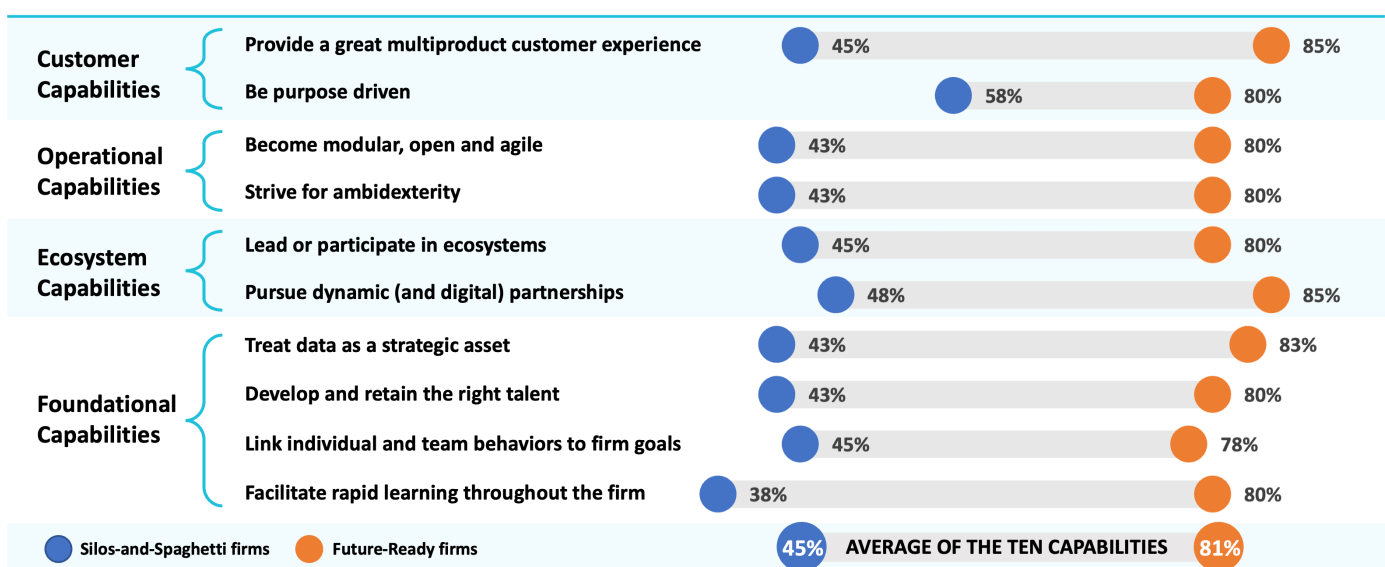 Customer
Capabilities
Provide a great multiproduct customer experience 45% 85%
Be purpose driven 58% 80%
Operational
Capabilities
Become modular, open and agile 43% 80%
Strive for ambidexterity 43% 80%
Ecosystem
Capabilities
Lead or participate in ecosystems 45% 80%
Pursue dynamic (and digital) partnerships 48% 85%
Foundational
Capabilities
Treat data as a strategic asset 43% 83%
Develop and retain the right talent 43% 80%
Link individual and team behaviors to firm goals 45% 78%
Facilitate rapid learning throughout the firm 38% 80%
Silos-and-Spaghetti firms Future-Ready firms 45% AVERAGE OF THE TEN CAPABILITIES 81%